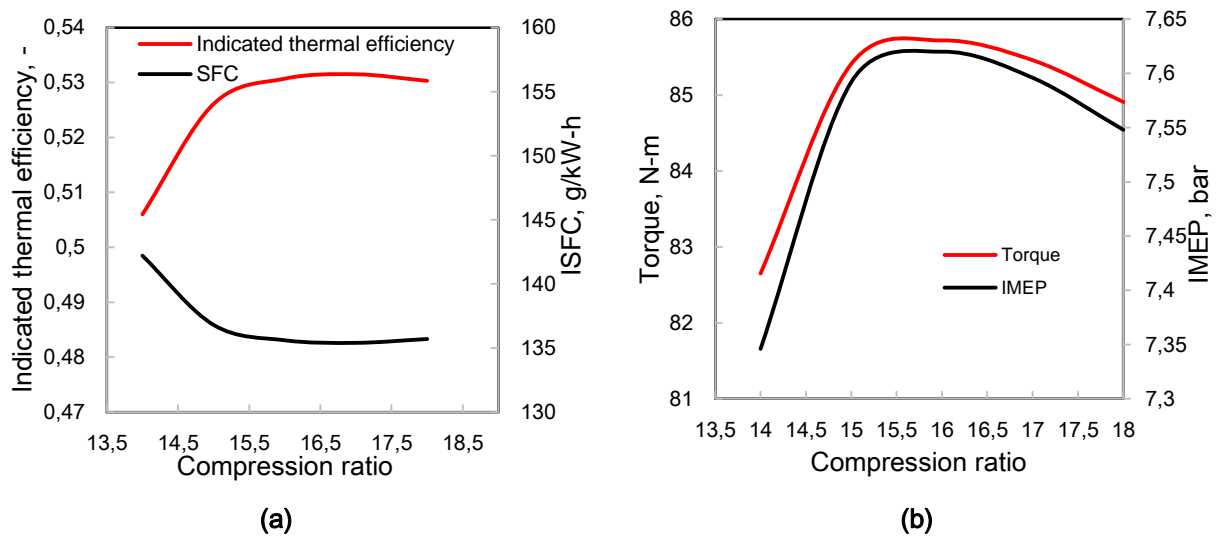 0,54
0,53
0,52
0,51
0,5
0,49
0,48
0,47
Indicated thermal efficiency, -
Indicated thermal efficiency
SFC
160
155
150
145
140
135
130
ISFC, g/kW-h
13,5 14,5 15,5 16,5 17,5 18,5
Compression ratio
(a)
86
85
84
83
82
81
Torque, N-m
Torque
IMEP
7,65
7,6
7,55
7,5
7,45
7,4
7,35
7,3
IMEP, bar
13,5 14 14,5 15 15,5 16 16,5 17 17,5 18
Compression ratio
(b)